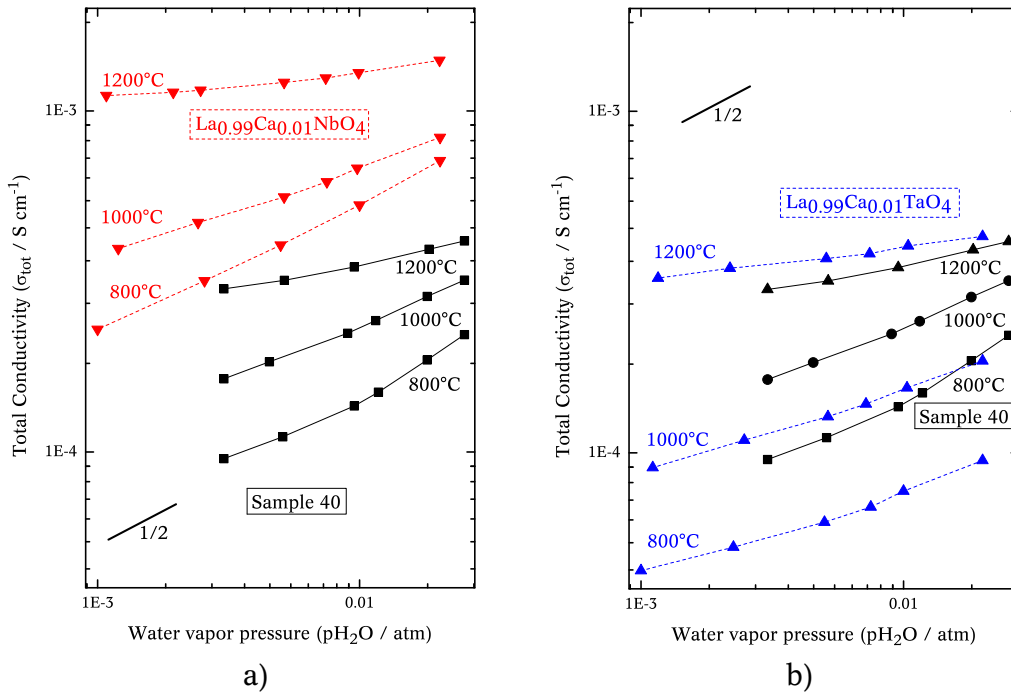 Total Conductivity (σtot / S cm-1)
1E-3
1E-4
1200°C
La0.99Ca0.01NbO4
1000°C
800°C
1200°C
1000°C
800°C
Sample 40
1/2
1E-3
0.01
Water vapor pressure (pH2O / atm)
a)
Total Conductivity (σtot / S cm-1)
1E-3
1E-4
1/2
La0.99Ca0.01TaO4
1200°C
1200°C
1000°C
800°C
Sample 40
1000°C
800°C
1E-3
0.01
Water vapor pressure (pH2O / atm)
b)